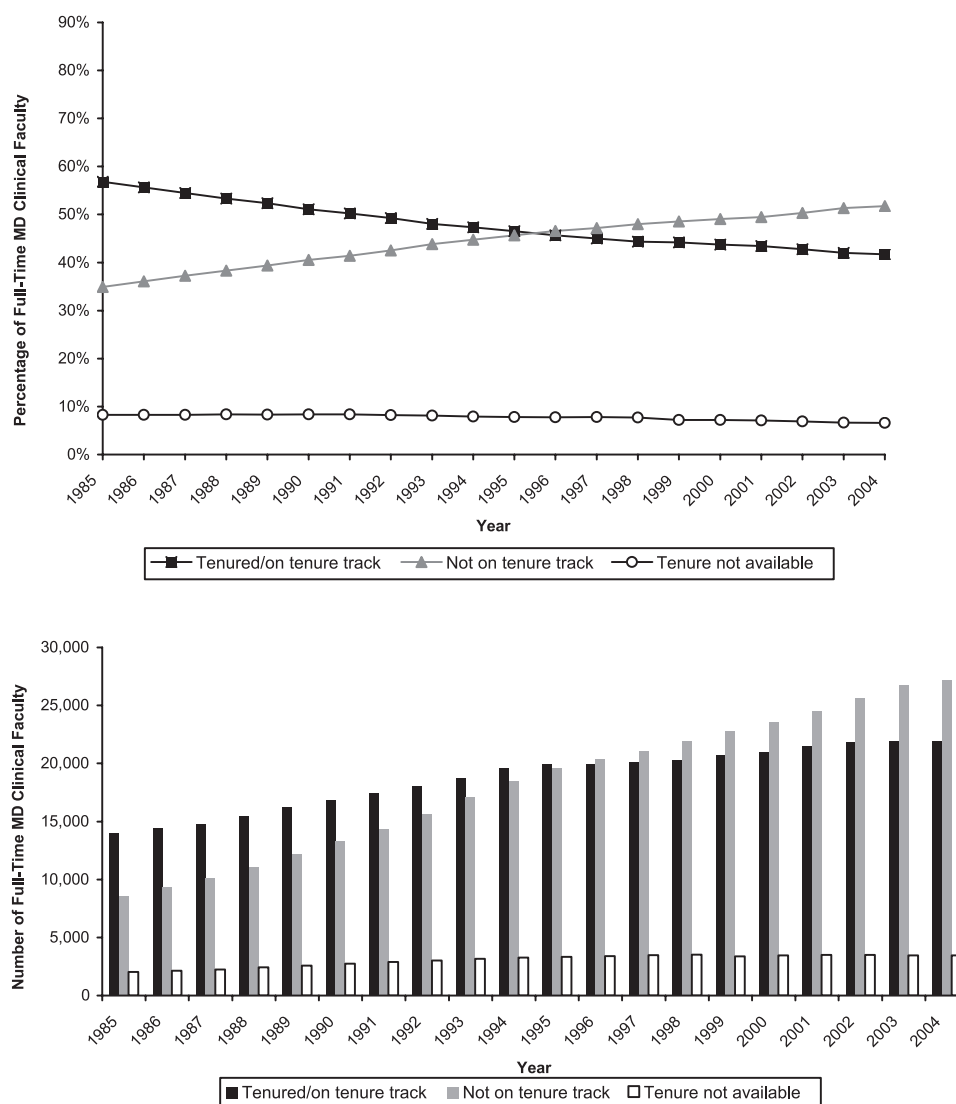 Percentage of Full-Time MD Clinical Faculty
90%
80%
70%
60%
50%
40%
30%
20%
10%
0%
1985 1986 1987 1988 1989 1990 1991 1992 1993 1994 1995 1996 1997 1998 1999 2000 2001 2002 2003 2004
Year
Tenured/on tenure track Not on tenure track Tenure not available
Number of Full-Time MD Clinical Faculty
30,000
25,000
20,000
15,000
10,000
5,000
0
1985 1986 1987 1988 1989 1990 1991 1992 1993 1994 1995 1996 1997 1998 1999 2000 2001 2002 2003 2004
Year
Tenured/on tenure track Not on tenure track Tenure not available